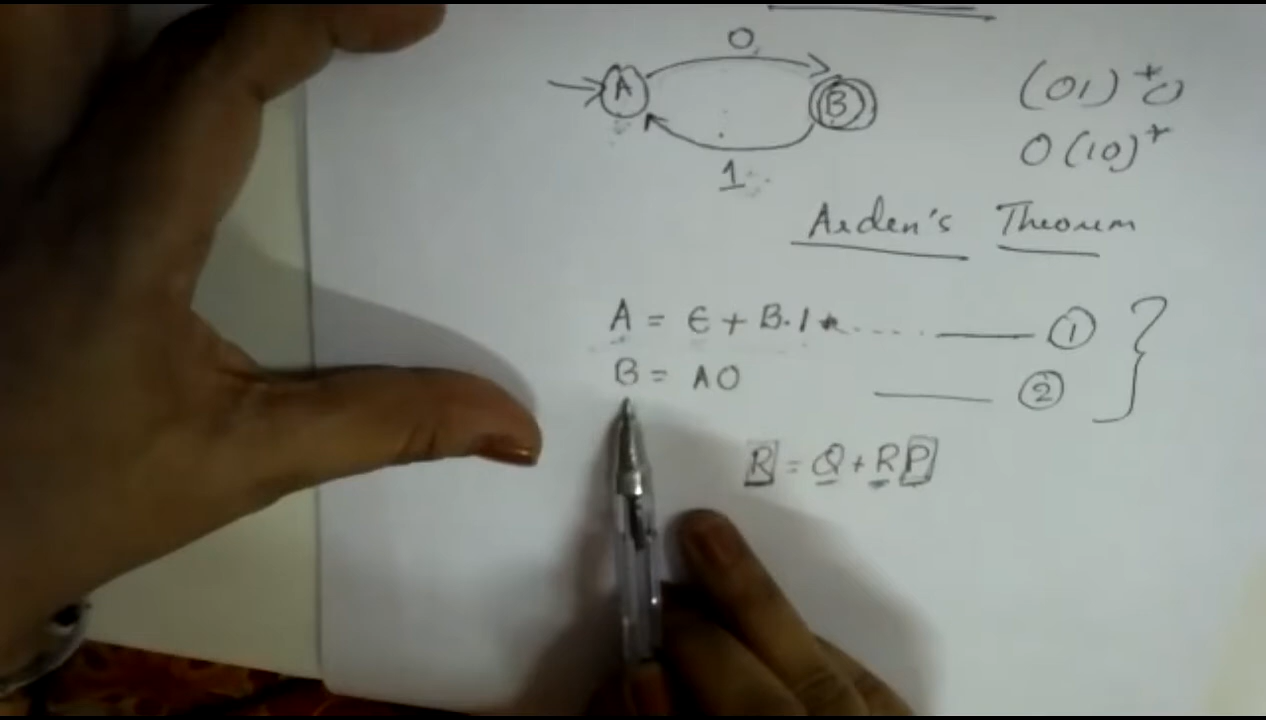 0
A B
1
(01)*0
0(10)*
Arden's Theorem
A = ε + B.1 ①
B = A0 ②
R = Q + RP